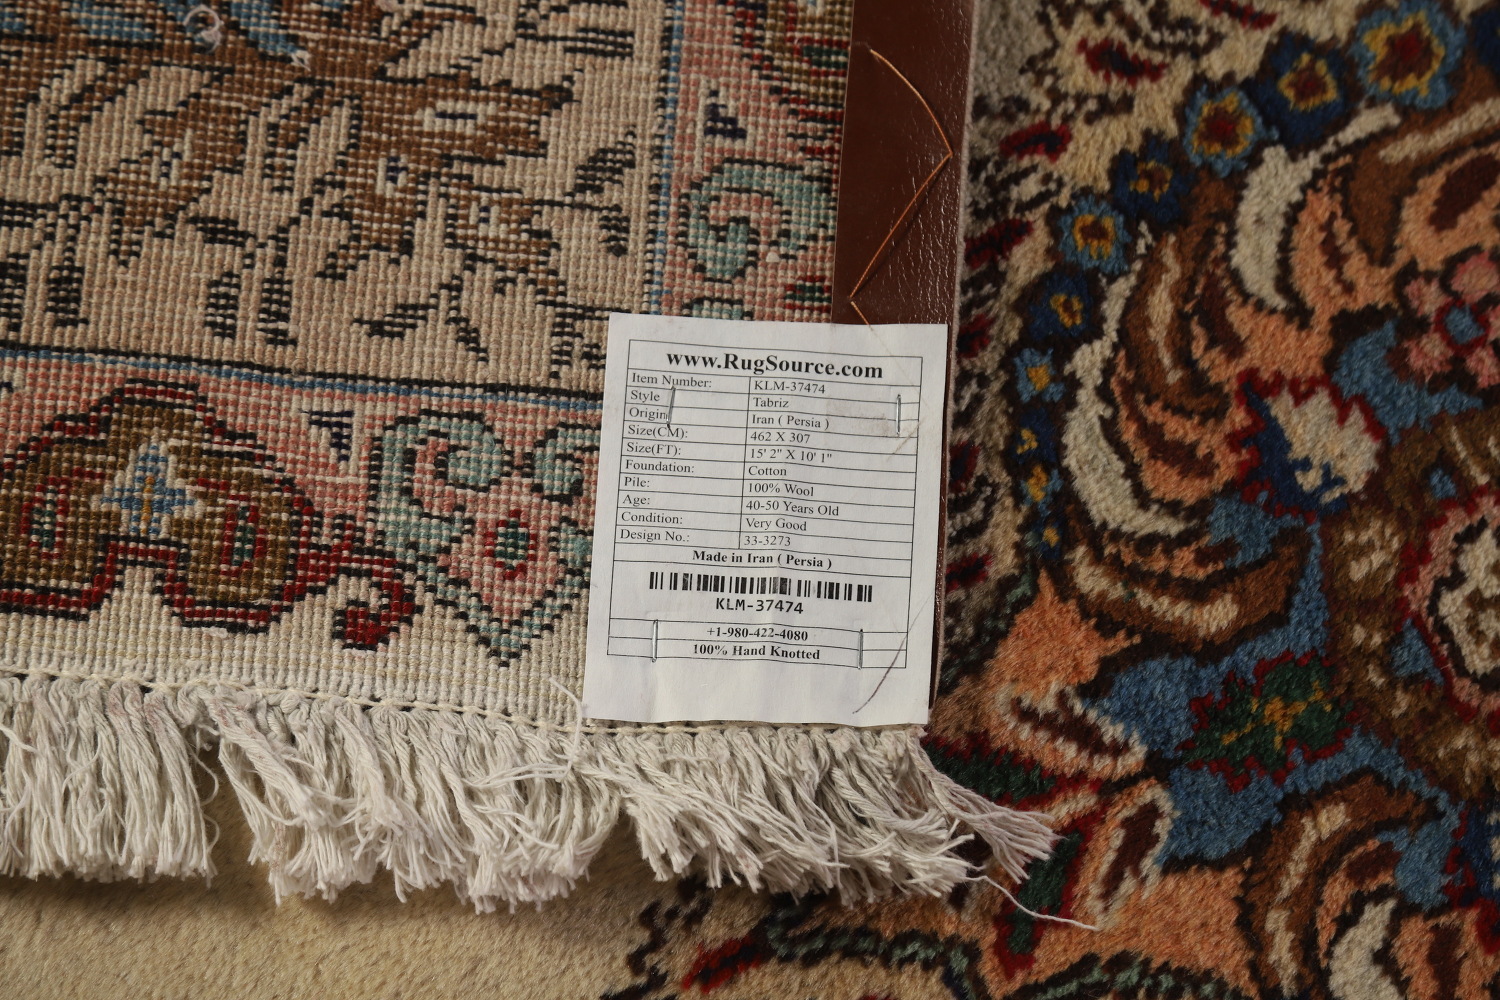 www.RugSource.com
Item Number: KLM-37474
Style Tabriz
Origin Iran ( Persia )
Size(CM): 462 X 307
Size(FT): 15' 2" X 10' 1"
Foundation: Cotton
Pile: 100% Wool
Age: 40-50 Years Old
Condition: Very Good
Design No.: 33-3273
Made in Iran ( Persia )
KLM-37474
+1-980-422-4080
100% Hand Knotted